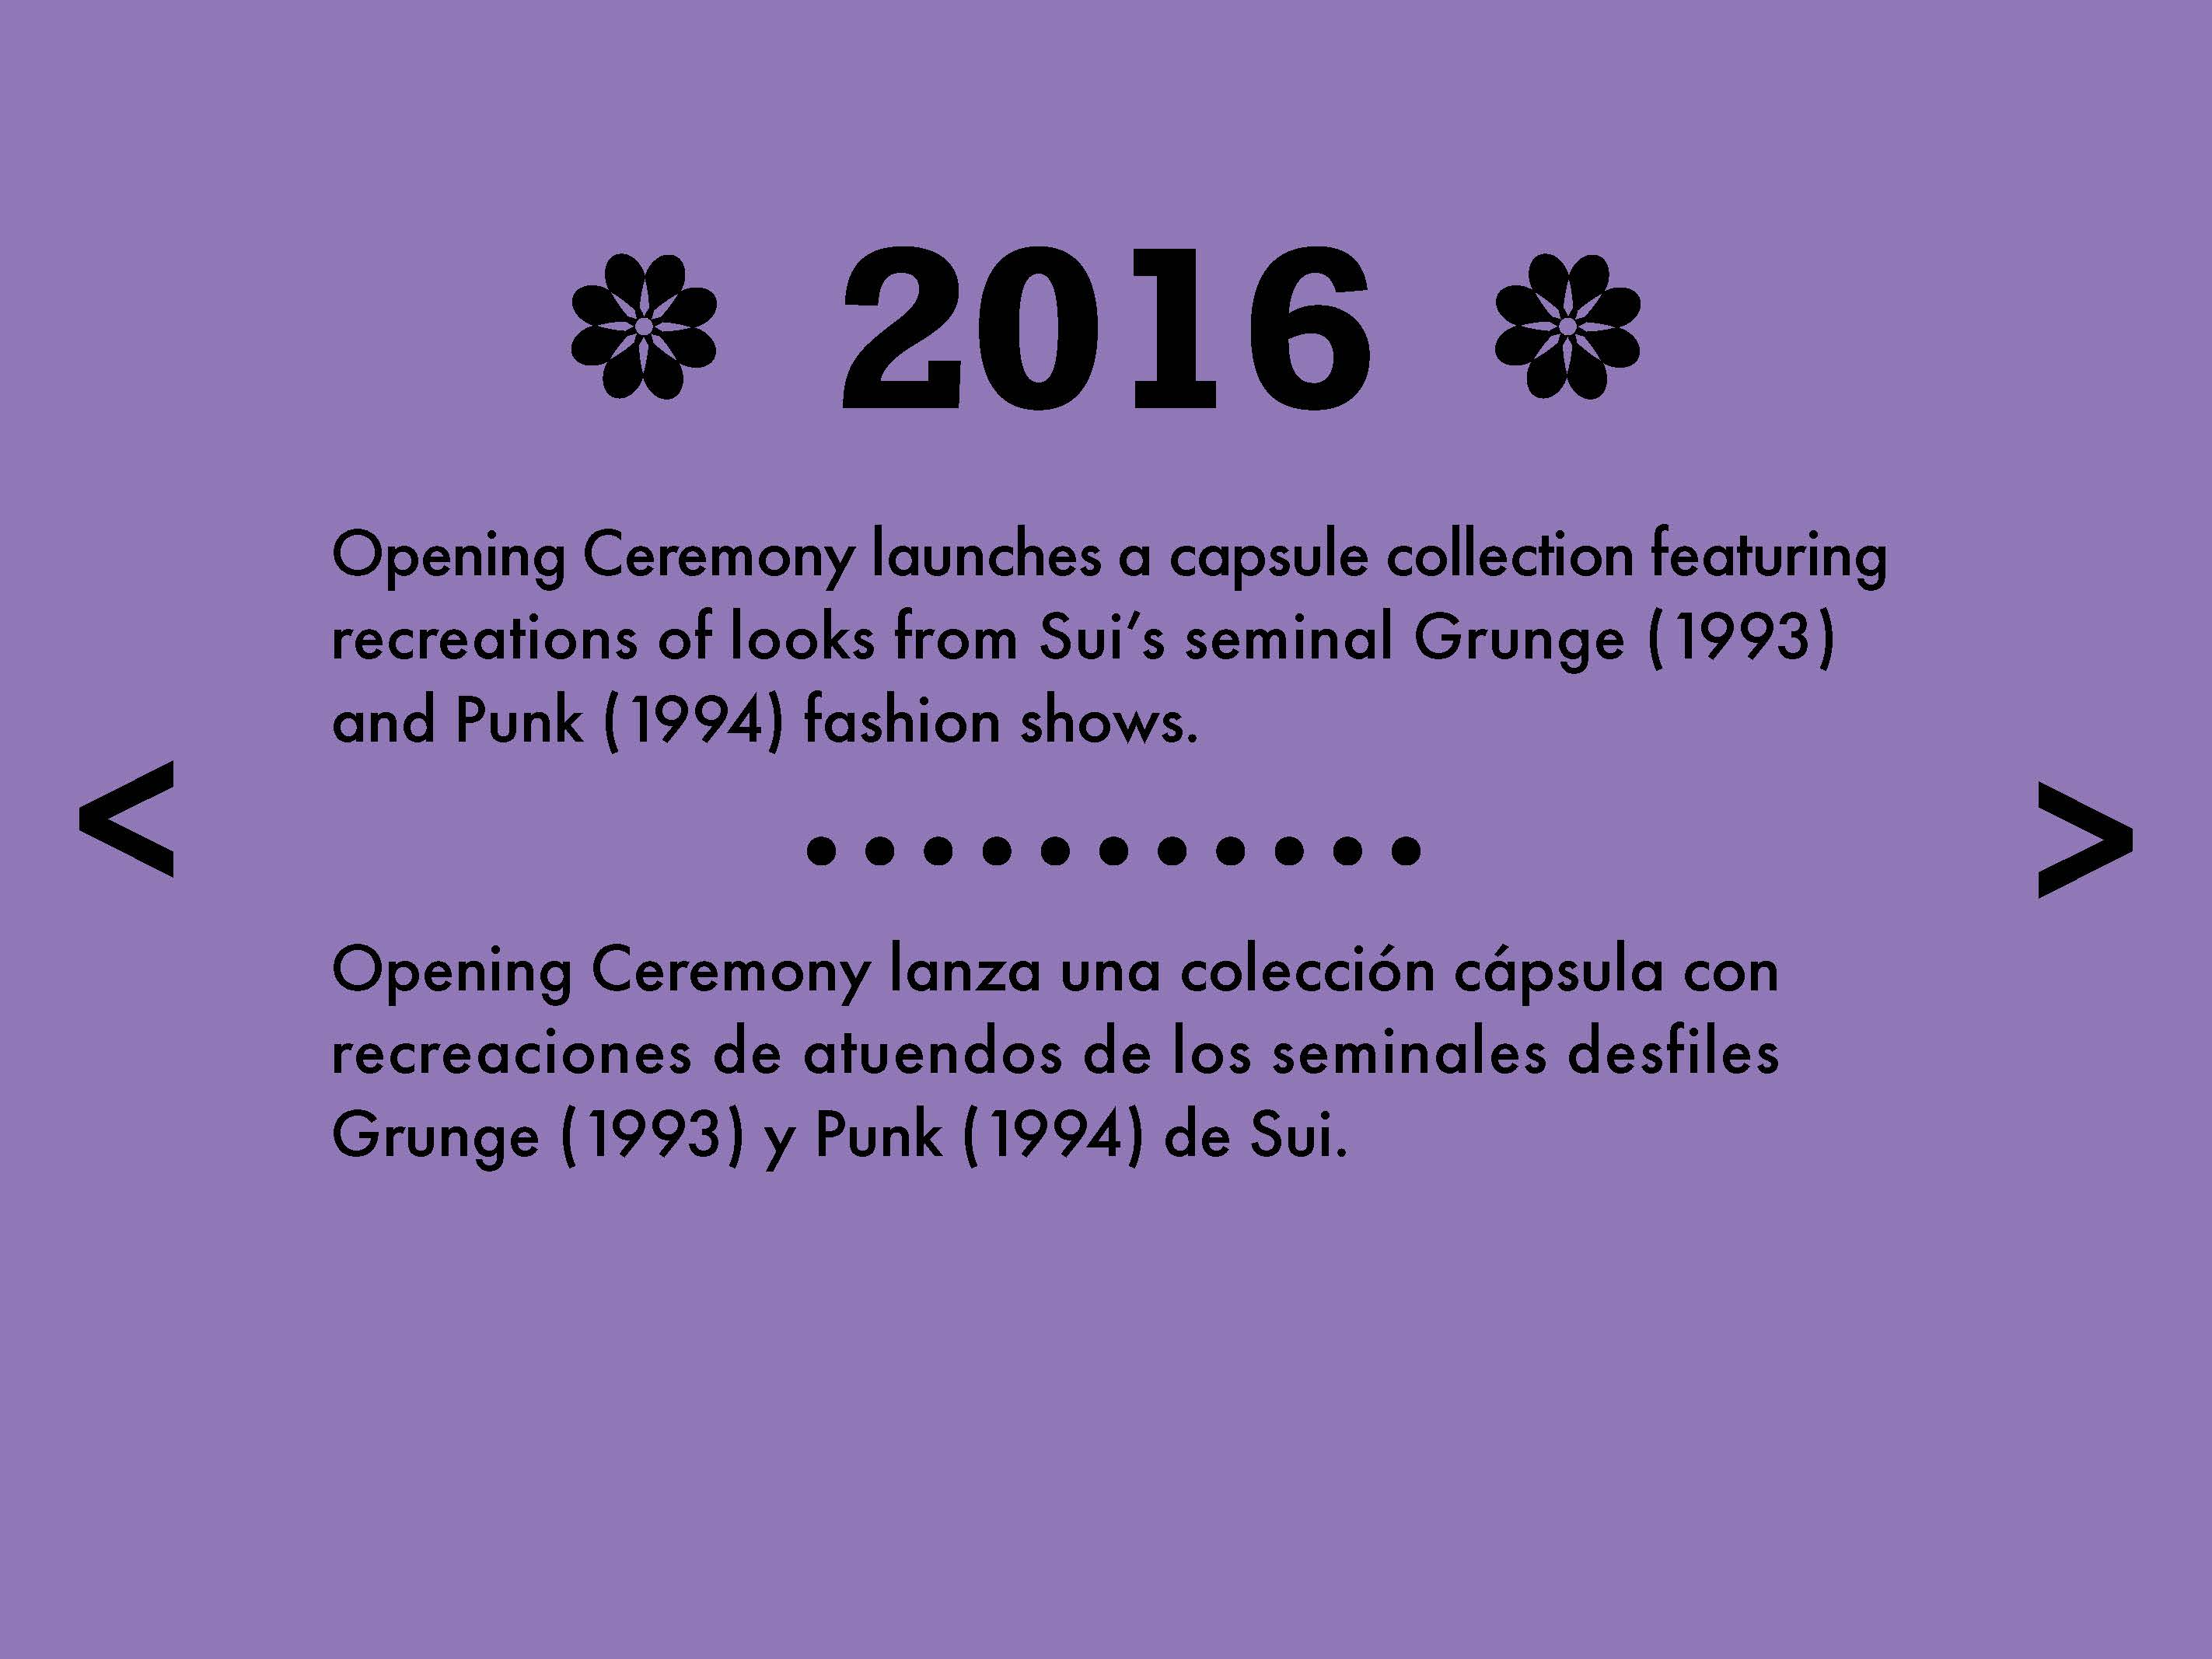 2016
Opening Ceremony launches a capsule collection featuring
recreations of looks from Sui’s seminal Grunge (1993)
and Punk (1994) fashion shows.
<
>
Opening Ceremony lanza una colección cápsula con
recreaciones de atuendos de los seminales desfiles
Grunge (1993) y Punk (1994) de Sui.